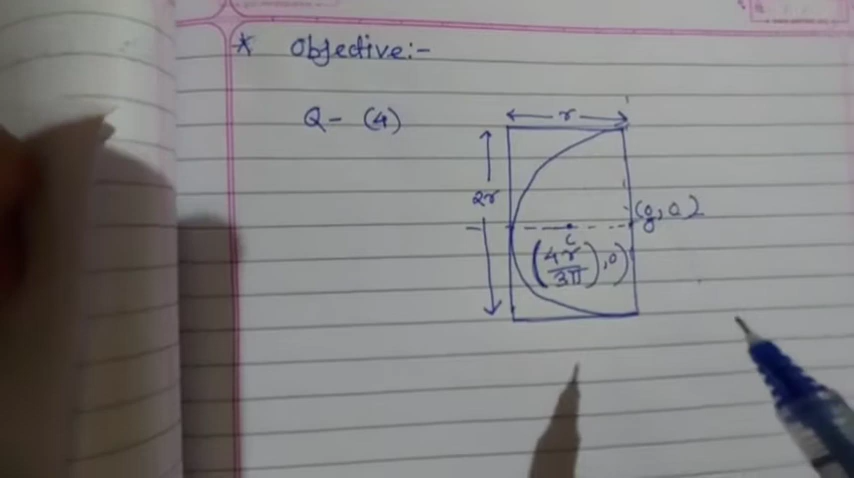 * Objective:-
Q - (4)
r
2r
(0, 0)
C
(4r/3π), 0)